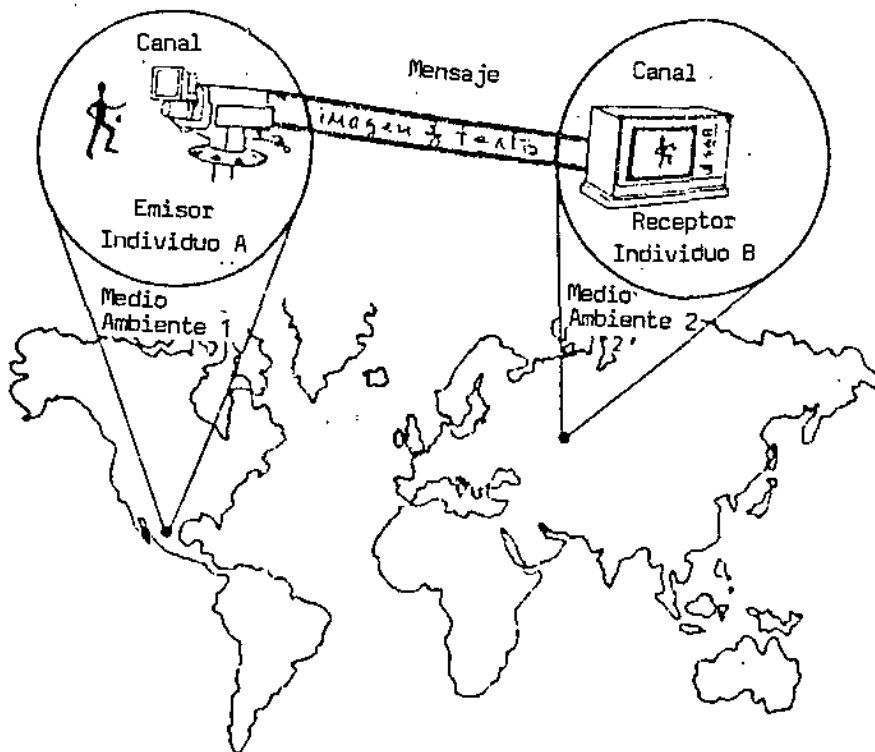 Canal
Emisor
Individuo A
Medio
Ambiente 1
Mensaje
imagen y texto
Canal
Receptor
Individuo B
Medio
Ambiente 2